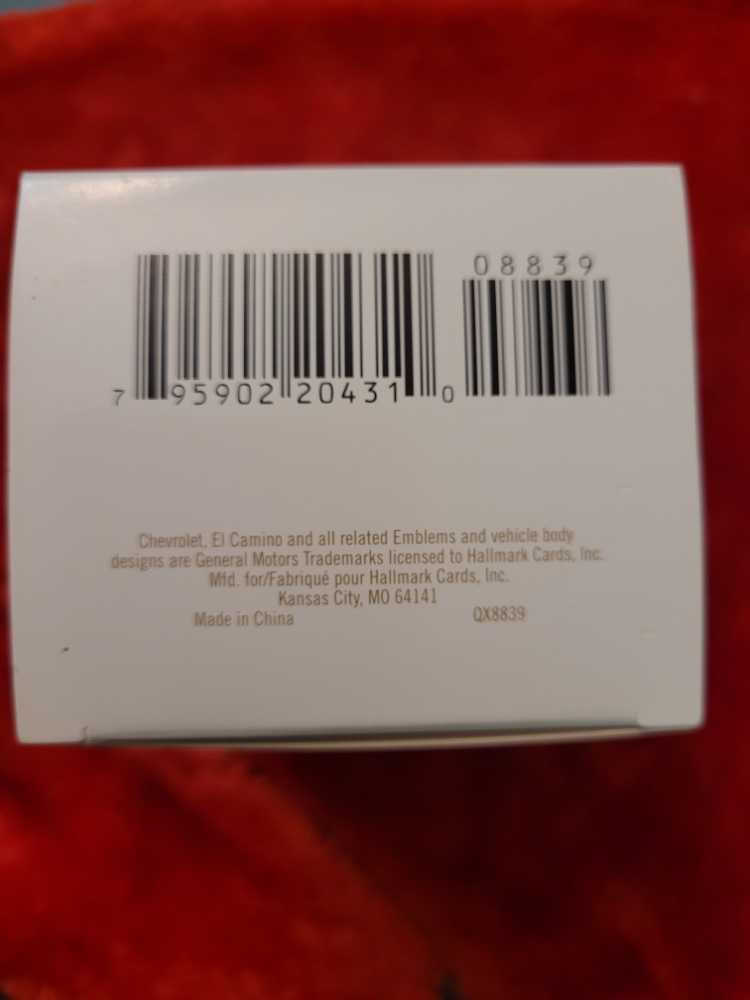 08839
7 95902 20431 0
Chevrolet, El Camino and all related Emblems and vehicle body
designs are General Motors Trademarks licensed to Hallmark Cards, Inc.
Mfd. for/Fabriqué pour Hallmark Cards, Inc.
Kansas City, MO 64141
Made in China QX8839